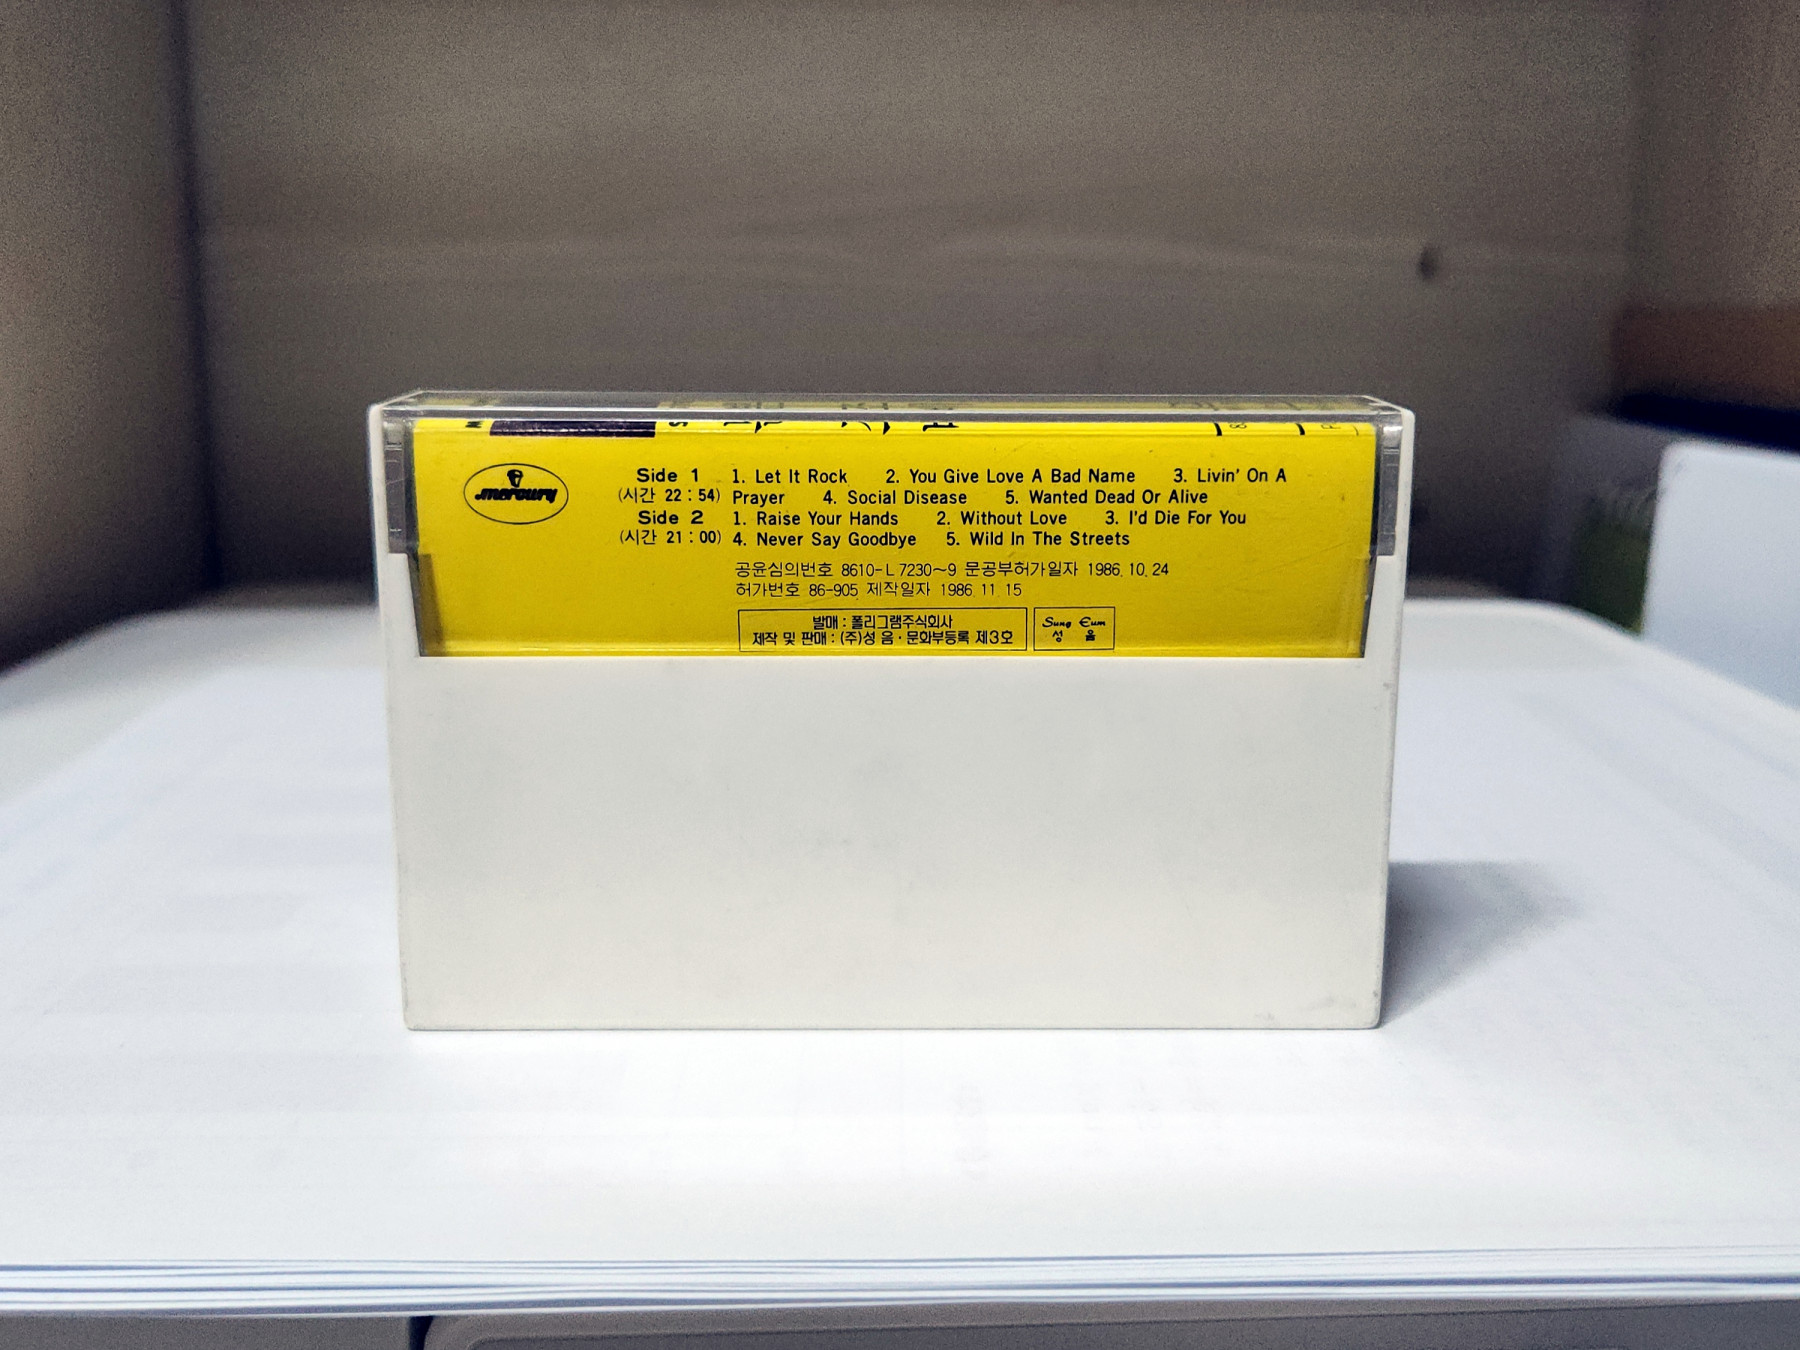 mercury
Side 1 1. Let It Rock 2. You Give Love A Bad Name 3. Livin' On A
(시간 22 : 54) Prayer 4. Social Disease 5. Wanted Dead Or Alive
Side 2 1. Raise Your Hands 2. Without Love 3. I'd Die For You
(시간 21 : 00) 4. Never Say Goodbye 5. Wild In The Streets
공윤심의번호 8610-L7230~9 문공부허가일자 1986. 10. 24
허가번호 86-905 제작일자 1986. 11. 15
발매 : 폴리그램주식회사
제작 및 판매 : (주)성 음 · 문화부등록 제3호
Sung Eum
성 음